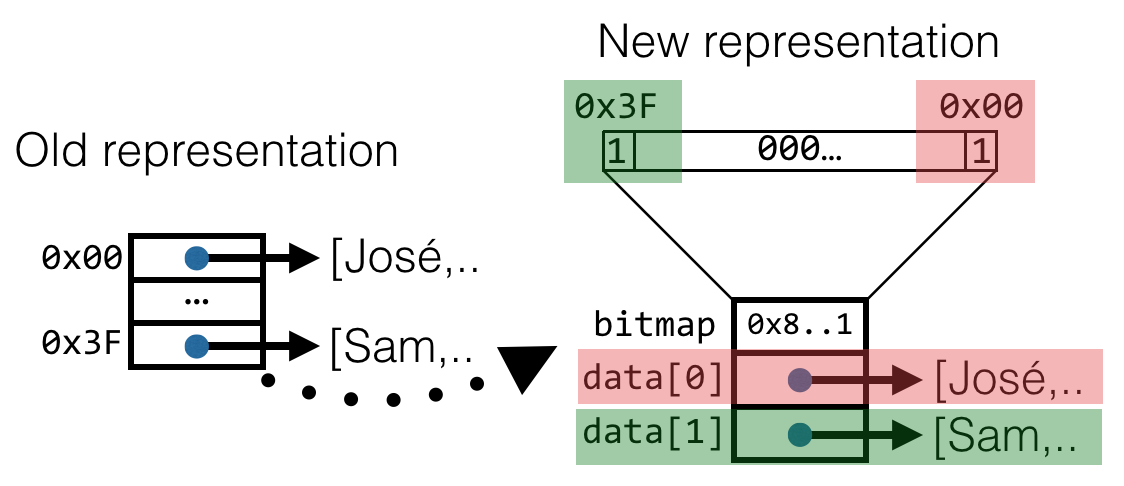 New representation
0x3F
0x00
1
000…
1
Old representation
0x00
[José,..
…
0x3F
[Sam,..
bitmap
0x8..1
data[0]
[José,..
data[1]
[Sam,..